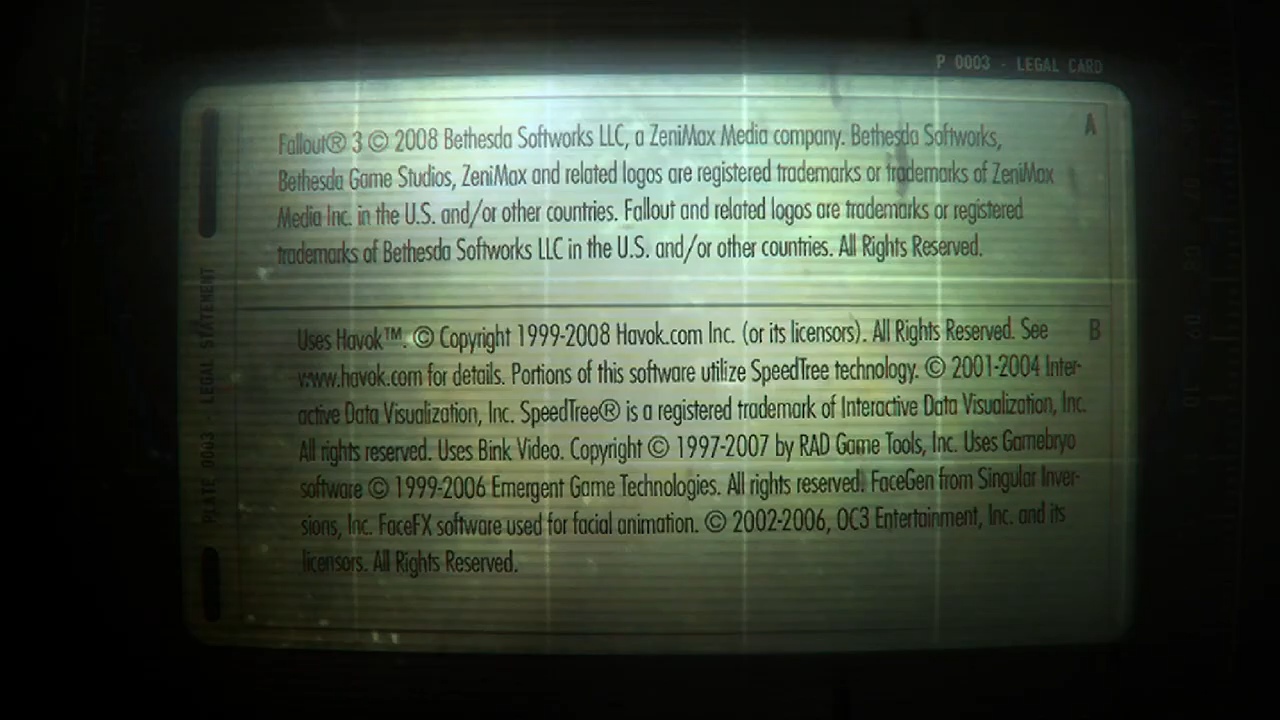 P 0003 - LEGAL CARD
A
Fallout® 3 © 2008 Bethesda Softworks LLC, a ZeniMax Media company. Bethesda Softworks,
Bethesda Game Studios, ZeniMax and related logos are registered trademarks or trademarks of ZeniMax
Media Inc. in the U.S. and/or other countries. Fallout and related logos are trademarks or registered
trademarks of Bethesda Softworks LLC in the U.S. and/or other countries. All Rights Reserved.
B
Uses Havok™. © Copyright 1999-2008 Havok.com Inc. (or its licensors). All Rights Reserved. See
www.havok.com for details. Portions of this software utilize SpeedTree technology. © 2001-2004 Inter-
active Data Visualization, Inc. SpeedTree® is a registered trademark of Interactive Data Visualization, Inc.
All rights reserved. Uses Bink Video. Copyright © 1997-2007 by RAD Game Tools, Inc. Uses Gamebryo
software © 1999-2006 Emergent Game Technologies. All rights reserved. FaceGen from Singular Inver-
sions, Inc. FaceFX software used for facial animation. © 2002-2006, OC3 Entertainment, Inc. and its
licensors. All Rights Reserved.
PLATE 0003 - LEGAL STATEMENT